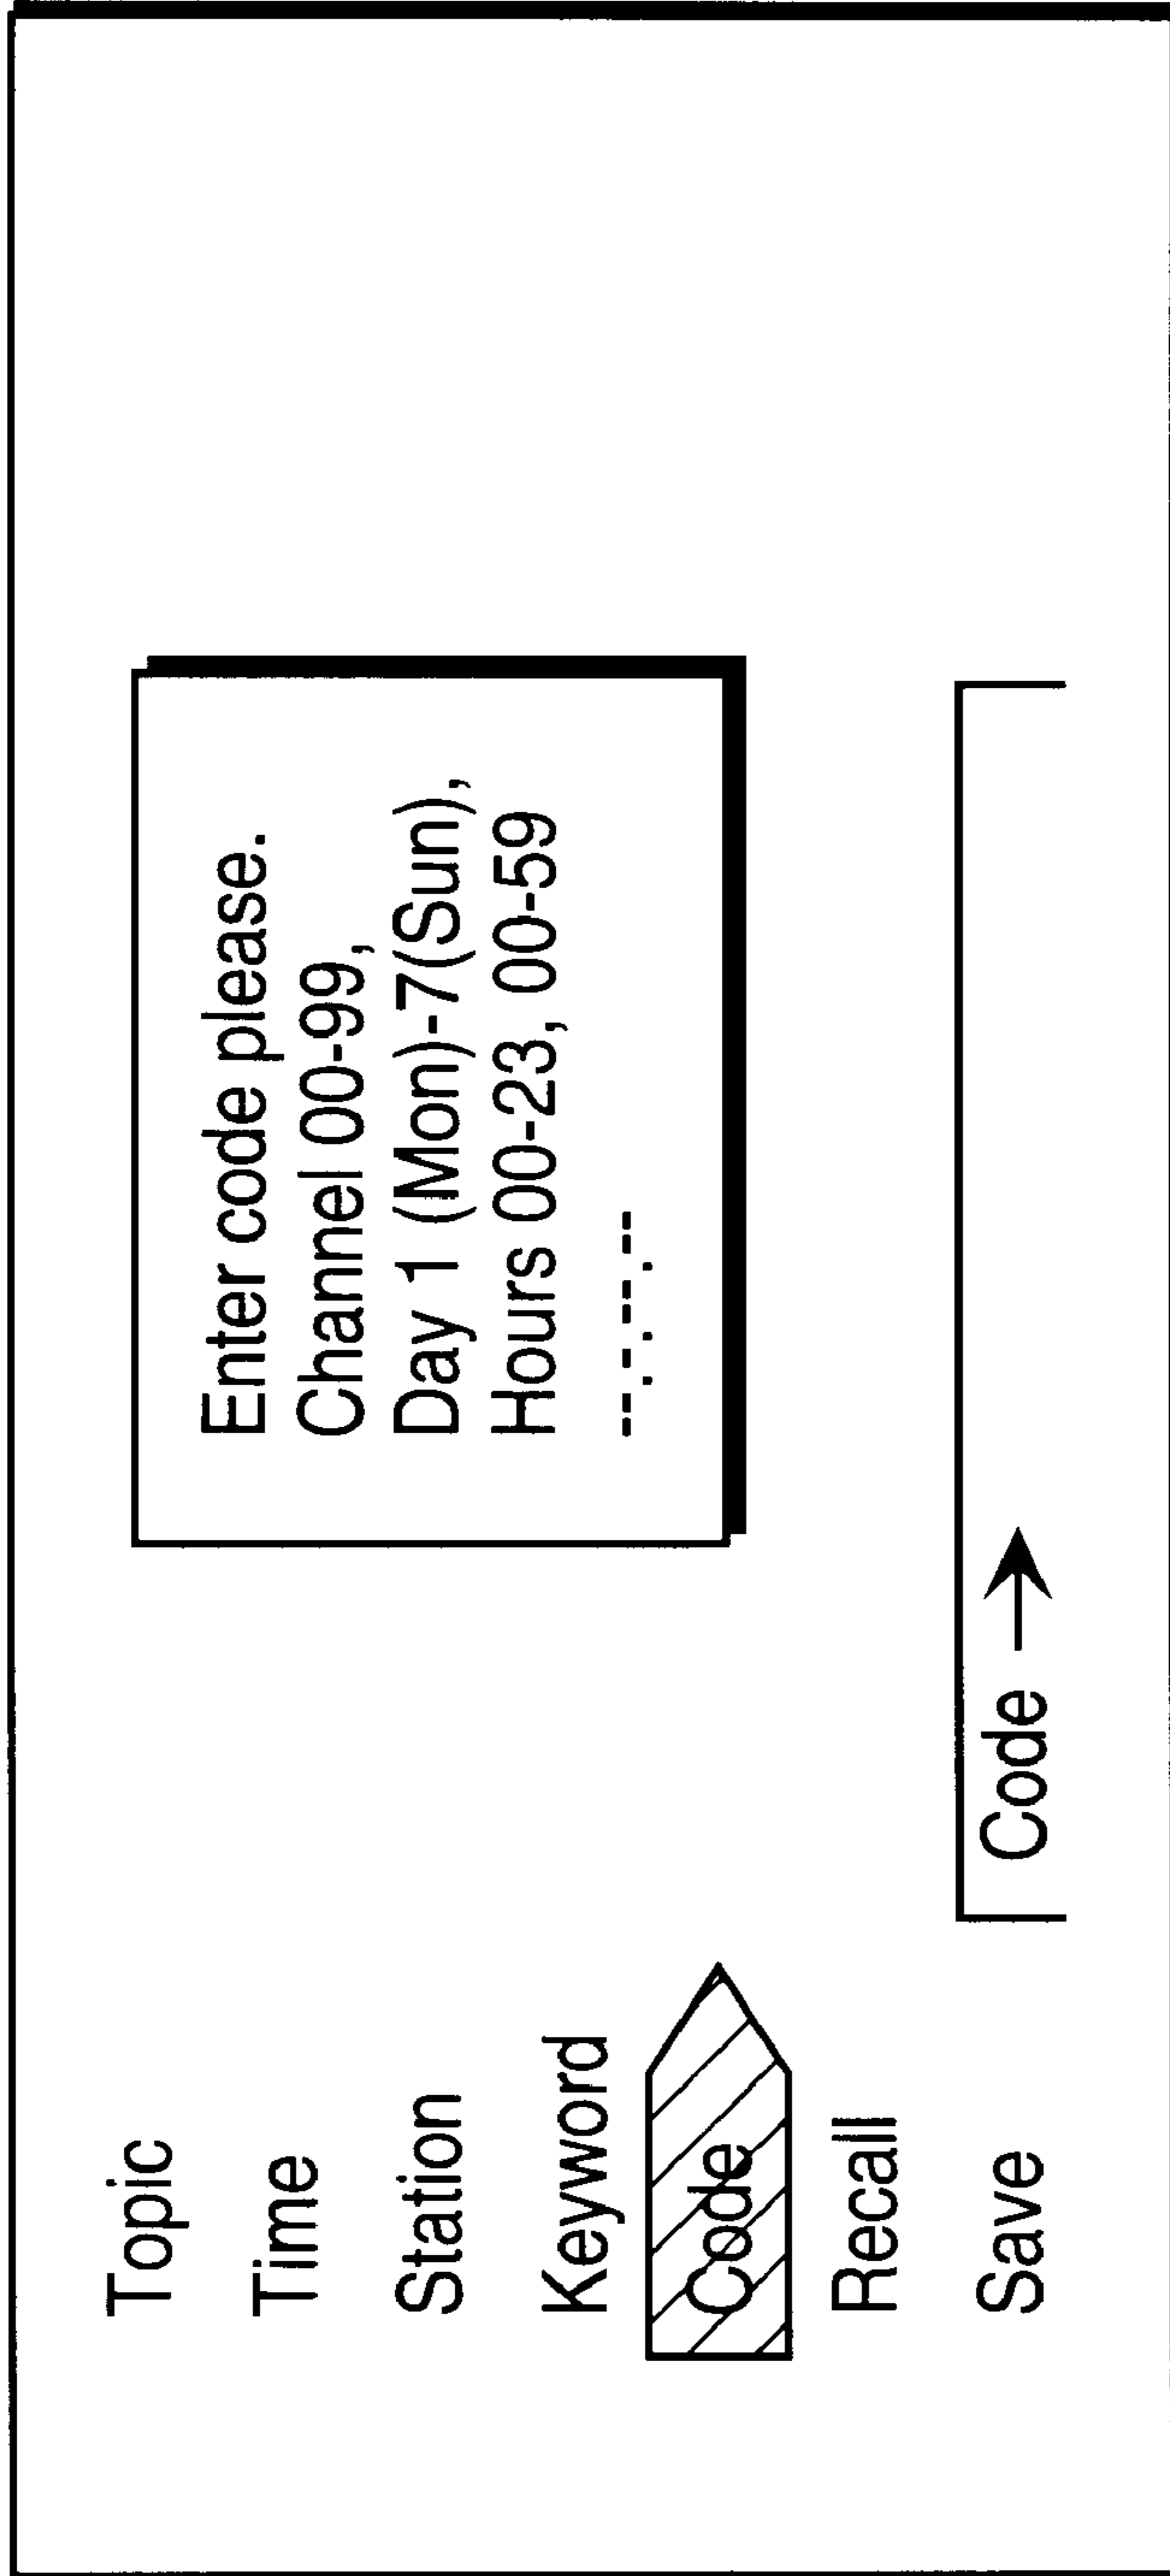 Topic
Time
Station
Keyword
Code
Recall
Save
Enter code please.
Channel 00-99,
Day 1 (Mon)-7(Sun),
Hours 00-23, 00-59
--.-.--.--
Code →